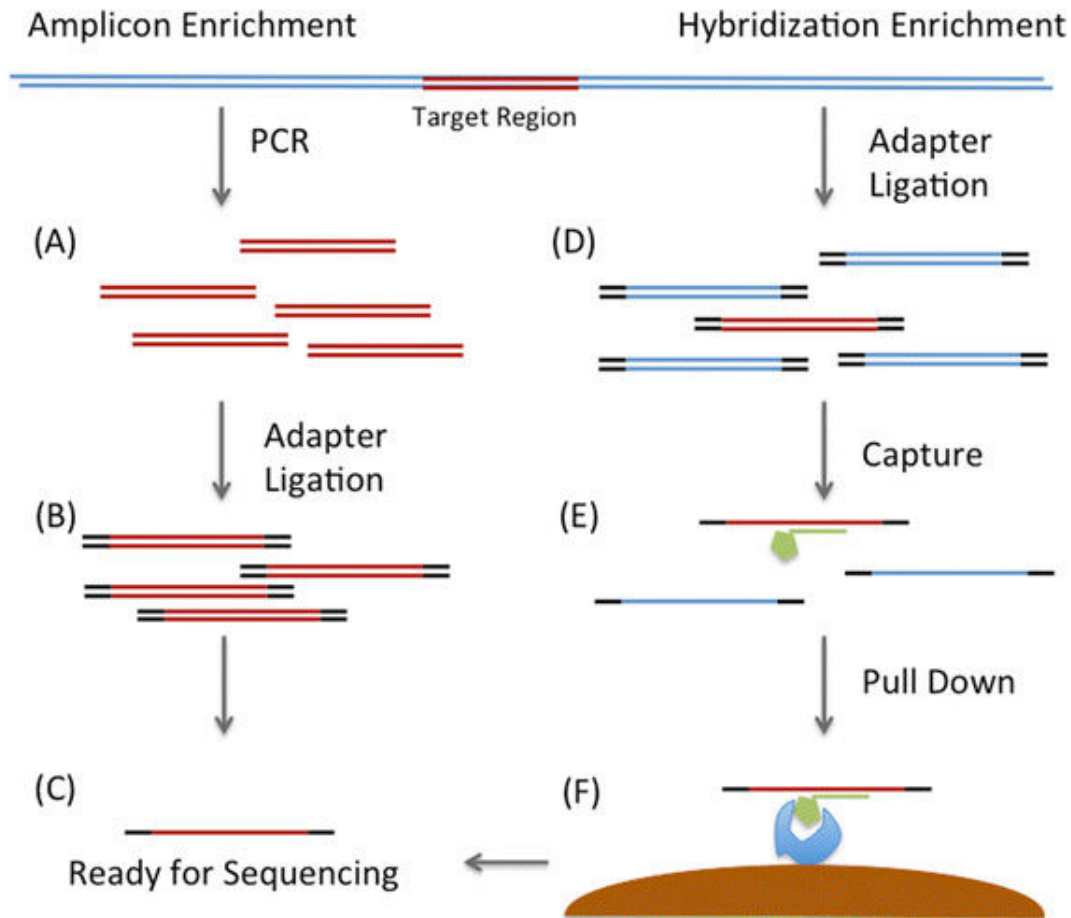 Amplicon Enrichment
Hybridization Enrichment
Target Region
PCR
Adapter
Ligation
(A)
(D)
Adapter
Ligation
Capture
(B)
(E)
Pull Down
(C)
(F)
Ready for Sequencing